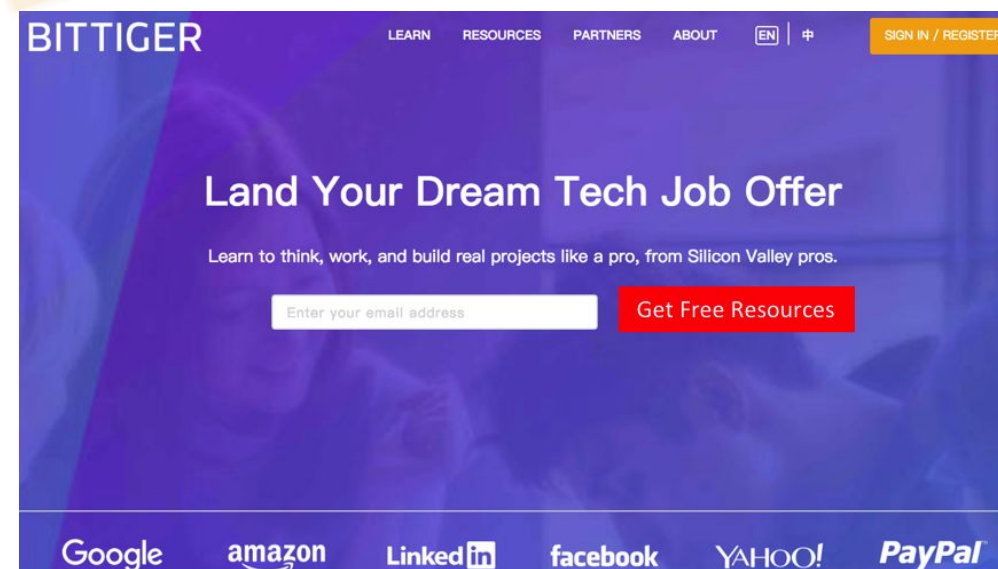 BITTIGER
LEARN RESOURCES PARTNERS ABOUT EN 中 SIGN IN / REGISTER
Land Your Dream Tech Job Offer
Learn to think, work, and build real projects like a pro, from Silicon Valley pros.
Enter your email address Get Free Resources
Google amazon Linked in facebook YAHOO! PayPal